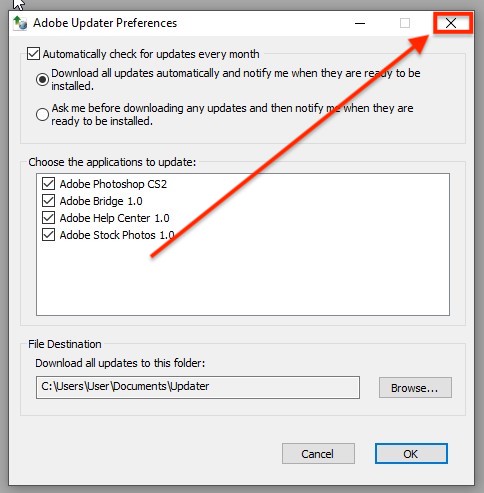 Adobe Updater Preferences
Automatically check for updates every month
Download all updates automatically and notify me when they are ready to be
installed.
Ask me before downloading any updates and then notify me when they are
ready to be installed.
Choose the applications to update:
Adobe Photoshop CS2
Adobe Bridge 1.0
Adobe Help Center 1.0
Adobe Stock Photos 1.0
File Destination
Download all updates to this folder:
C:\Users\User\Documents\Updater
Browse...
Cancel
OK